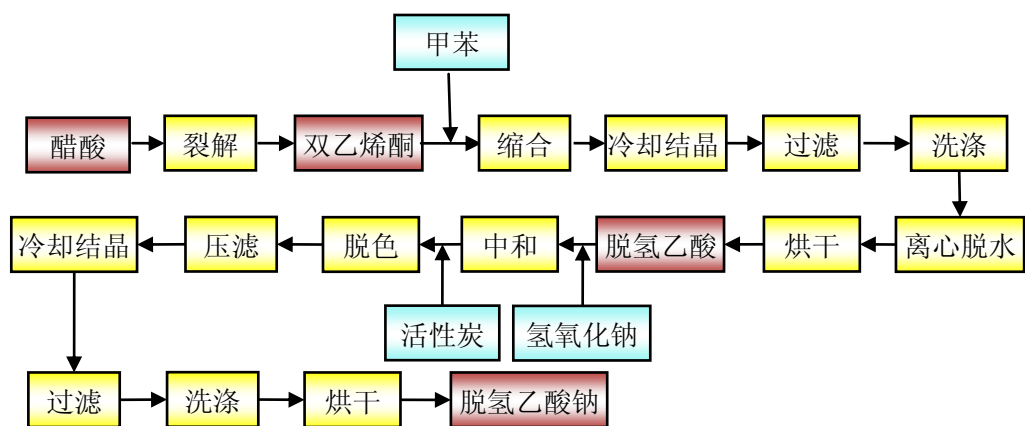 甲苯
醋酸
裂解
双乙烯酮
缩合
冷却结晶
过滤
洗涤
离心脱水
烘干
脱氢乙酸
中和
脱色
压滤
冷却结晶
氢氧化钠
活性炭
过滤
洗涤
烘干
脱氢乙酸钠